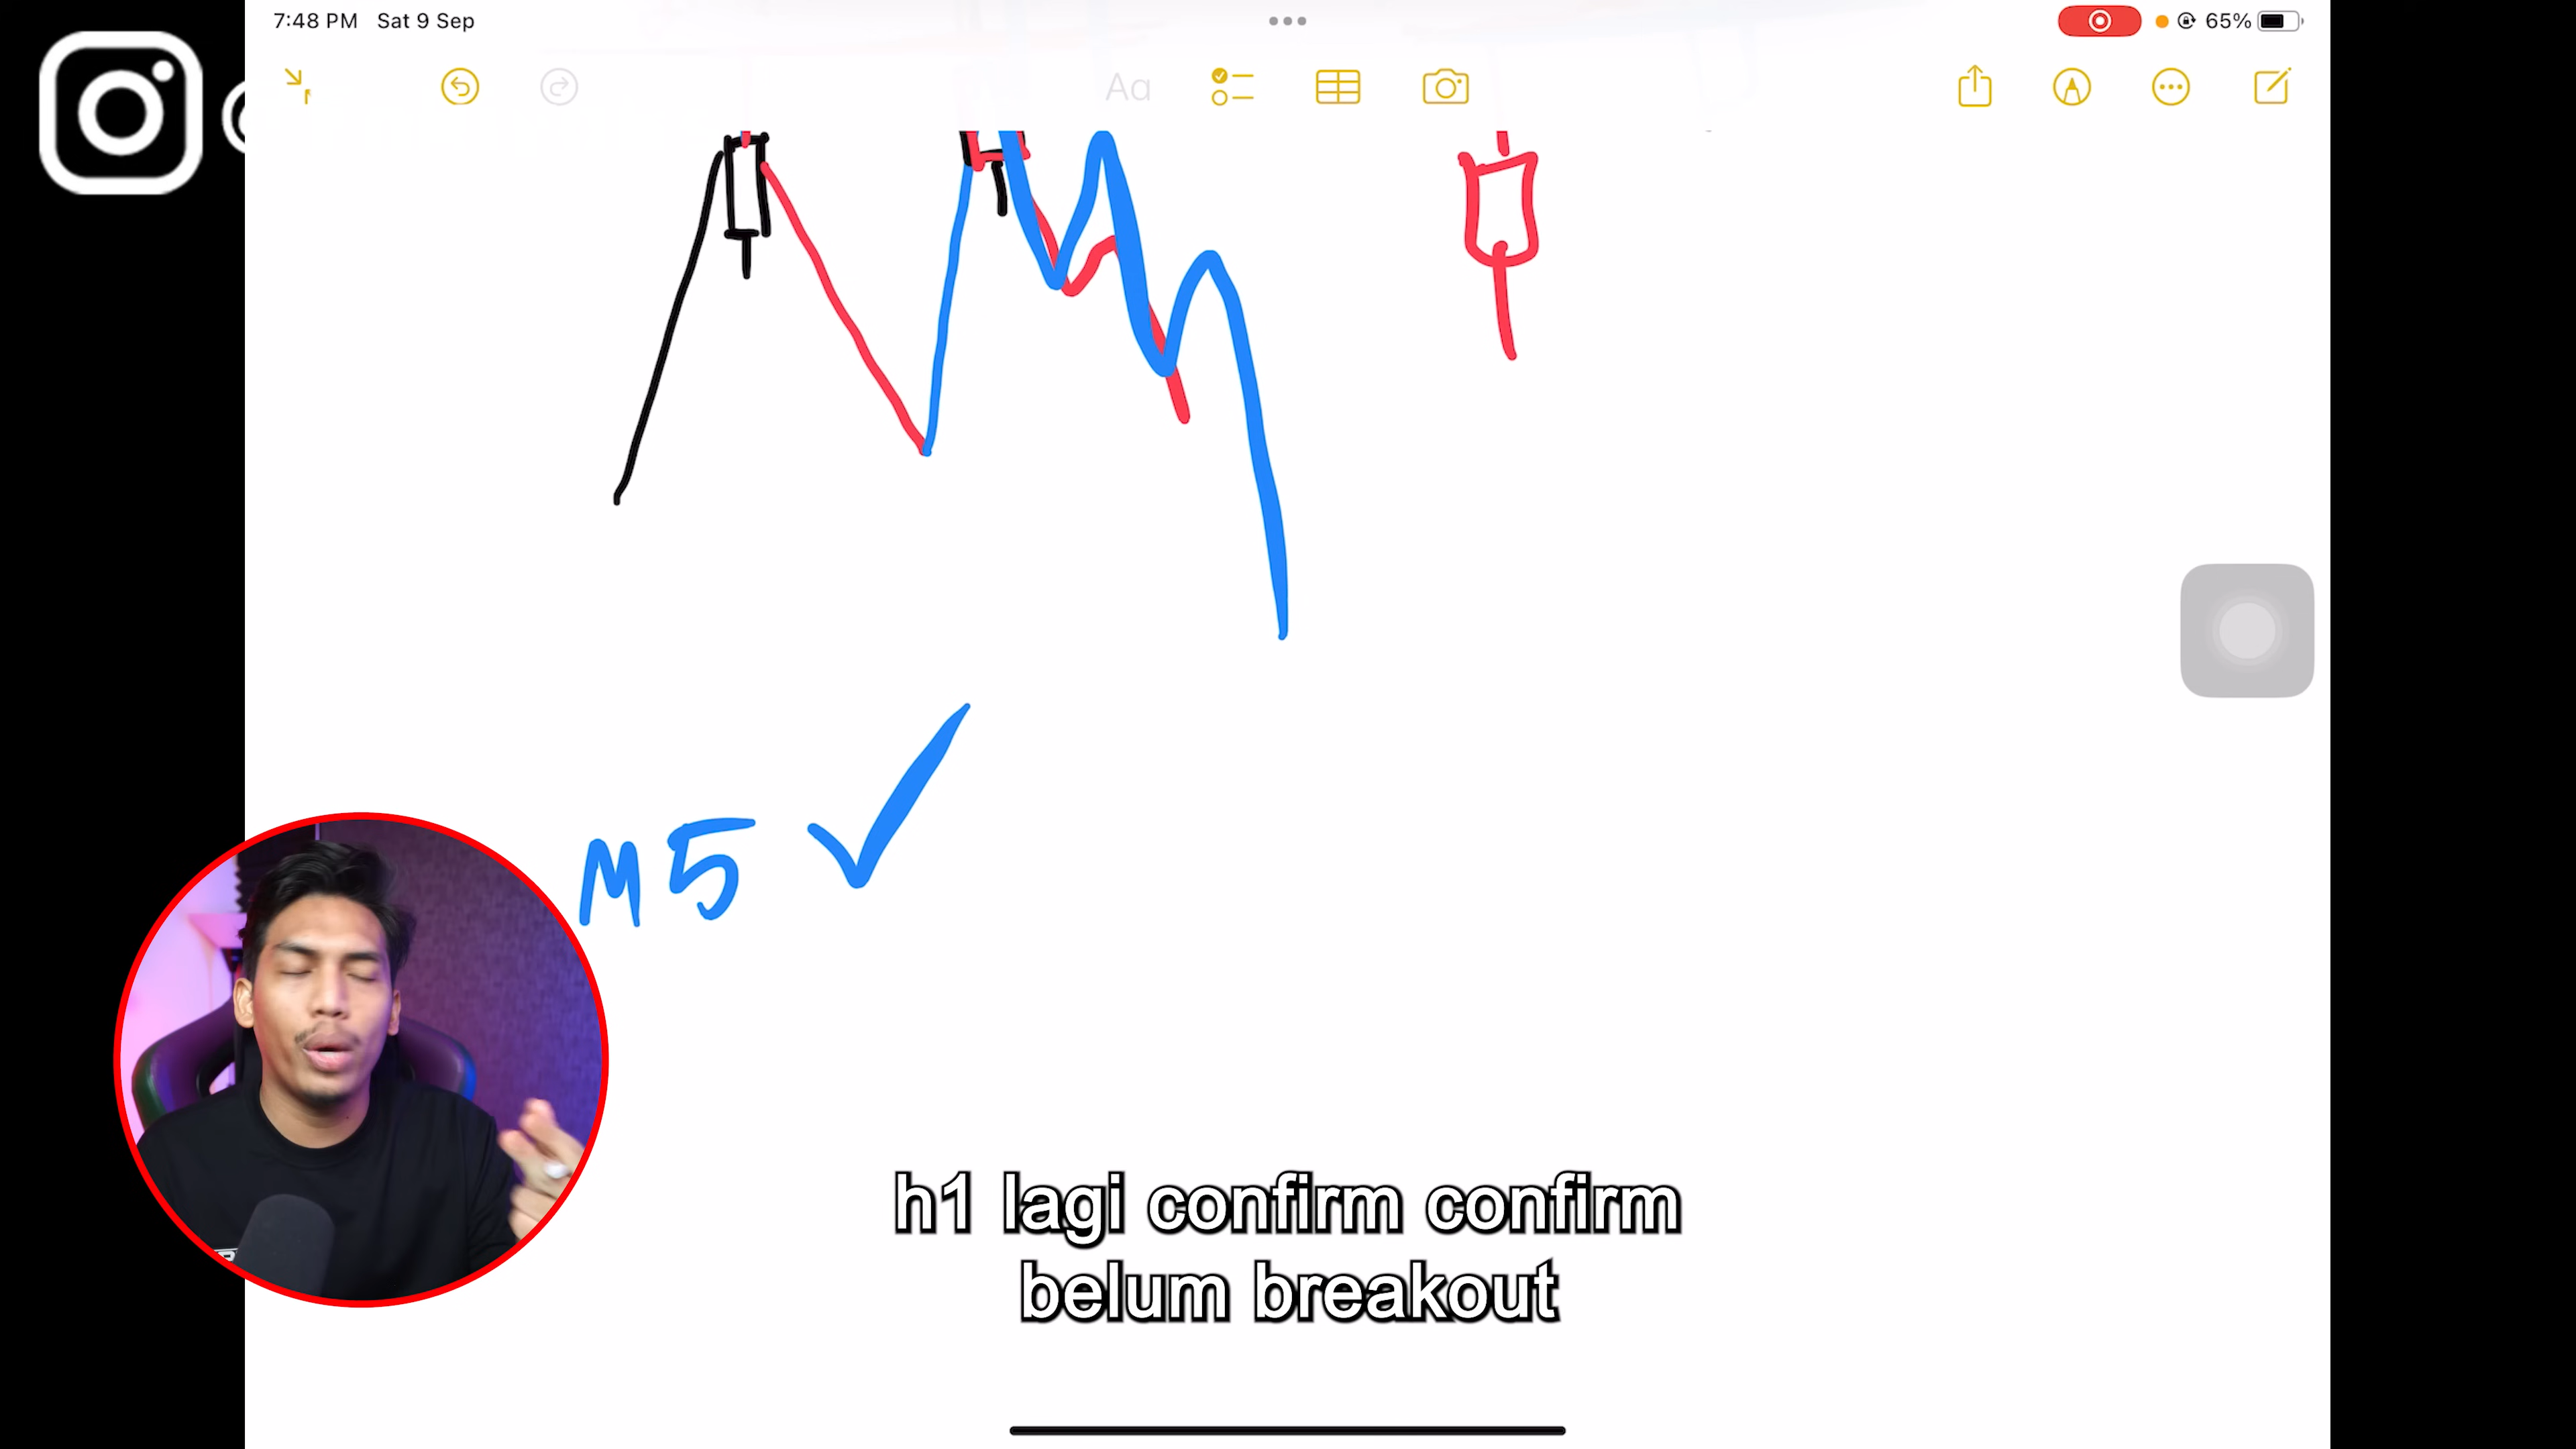 7:48 PM Sat 9 Sep
65%
Aa
M5
h1 lagi confirm confirm
belum breakout